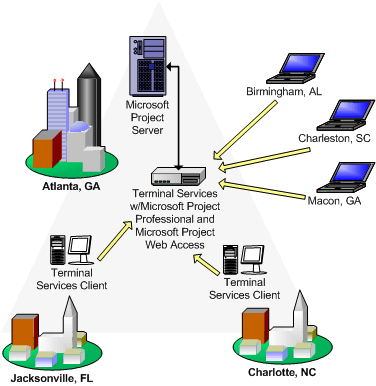 Microsoft
Project
Server
Birmingham, AL
Charleston, SC
Atlanta, GA
Terminal Services
w/Microsoft Project
Professional and
Microsoft Project
Web Access
Macon, GA
Terminal
Services Client
Terminal
Services Client
Jacksonville, FL
Charlotte, NC